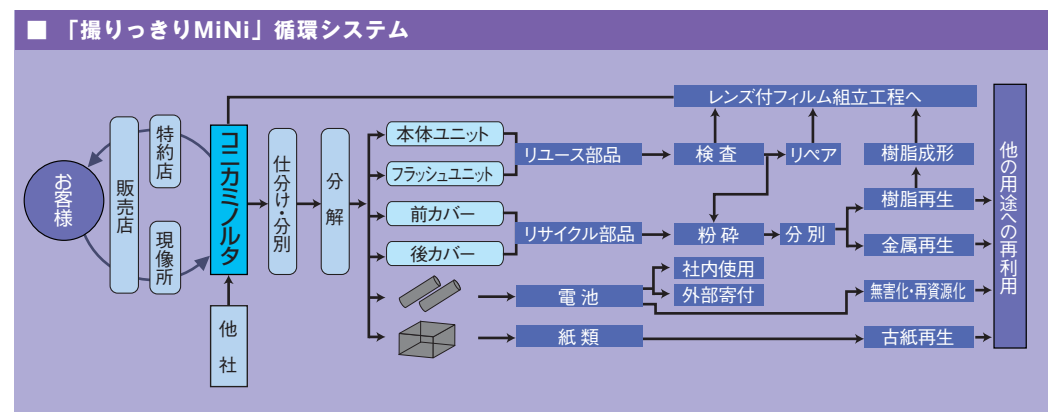 ■ 「撮りっきりMiNi」循環システム
お客様
販売店
特約店
現像所
コニカミノルタ
他社
仕分け・分別
分解
本体ユニット
フラッシュユニット
前カバー
後カバー
リユース部品
リサイクル部品
電池
紙類
レンズ付フィルム組立工程へ
検査
リペア
粉砕
分別
社内使用
外部寄付
樹脂成形
樹脂再生
金属再生
無害化・再資源化
古紙再生
他の用途への再利用